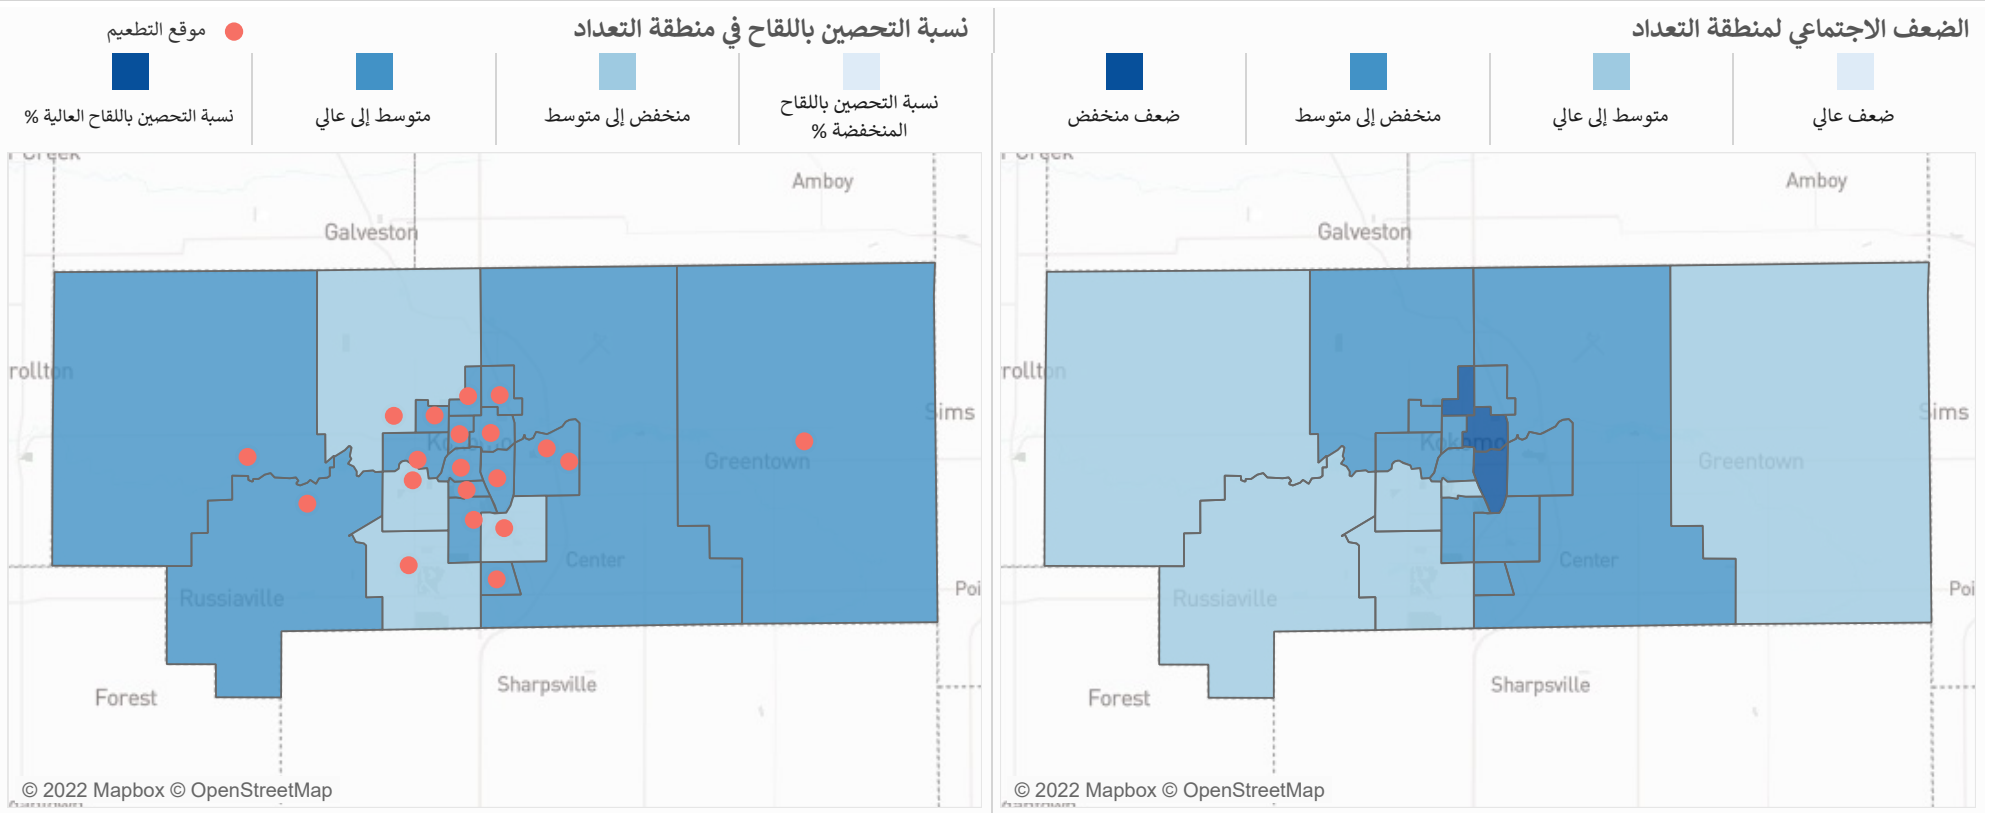 الضعف الاجتماعي لمنطقة التعداد
ضعف عالي
متوسط إلى عالي
منخفض إلى متوسط
ضعف منخفض
Amboy
Galveston
rollton
Kokomo
Sims
Greentown
Center
Russiaville
Poi
Sharpsville
Forest
© 2022 Mapbox © OpenStreetMap
نسبة التحصين باللقاح في منطقة التعداد
موقع التطعيم
نسبة التحصين باللقاح
المنخفضة %
منخفض إلى متوسط
متوسط إلى عالي
نسبة التحصين باللقاح العالية %
Amboy
Galveston
rollton
Kokomo
Sims
Greentown
Center
Russiaville
Poi
Sharpsville
Forest
© 2022 Mapbox © OpenStreetMap